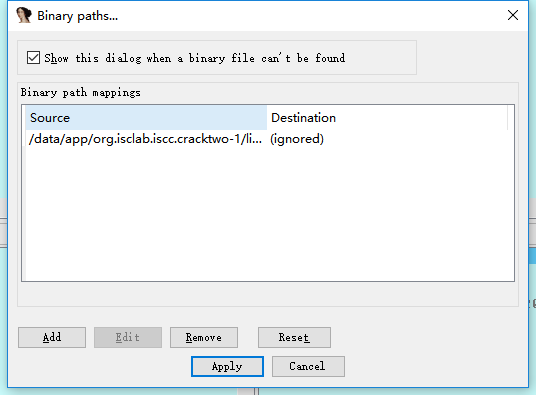 Binary paths...
Show this dialog when a binary file can't be found
Binary path mappings
Source Destination
/data/app/org.isclab.iscc.cracktwo-1/li... (ignored)
Add Edit Remove Reset
Apply Cancel